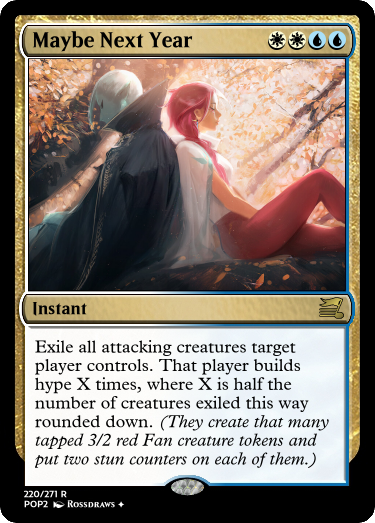 Maybe Next Year
Instant
Exile all attacking creatures target
player controls. That player builds
hype X times, where X is half the
number of creatures exiled this way
rounded down. (They create that many
tapped 3/2 red Fan creature tokens and
put two stun counters on each of them.)
220/271 R
POP2 Rossdraws